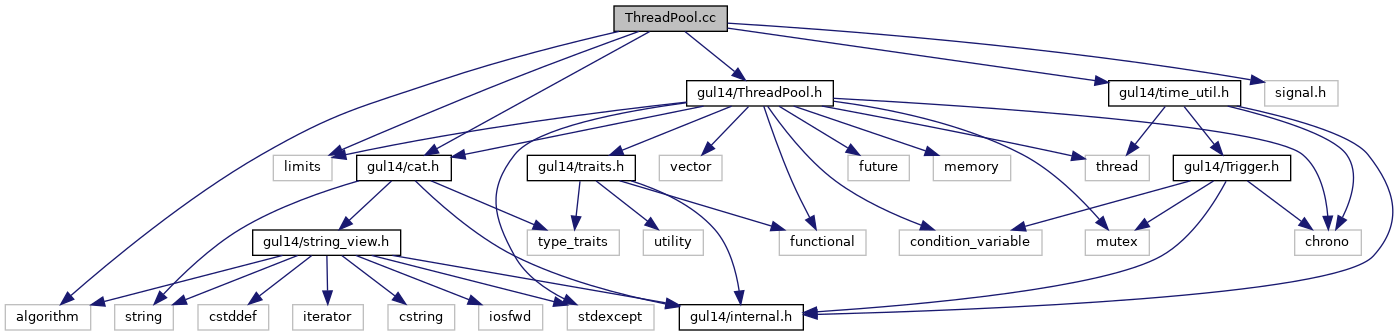 ThreadPool.cc
gul14/ThreadPool.h
gul14/time_util.h
signal.h
limits
gul14/cat.h
gul14/traits.h
vector
future
memory
thread
gul14/Trigger.h
gul14/string_view.h
type_traits
utility
functional
condition_variable
mutex
chrono
algorithm
string
cstddef
iterator
cstring
iosfwd
stdexcept
gul14/internal.h